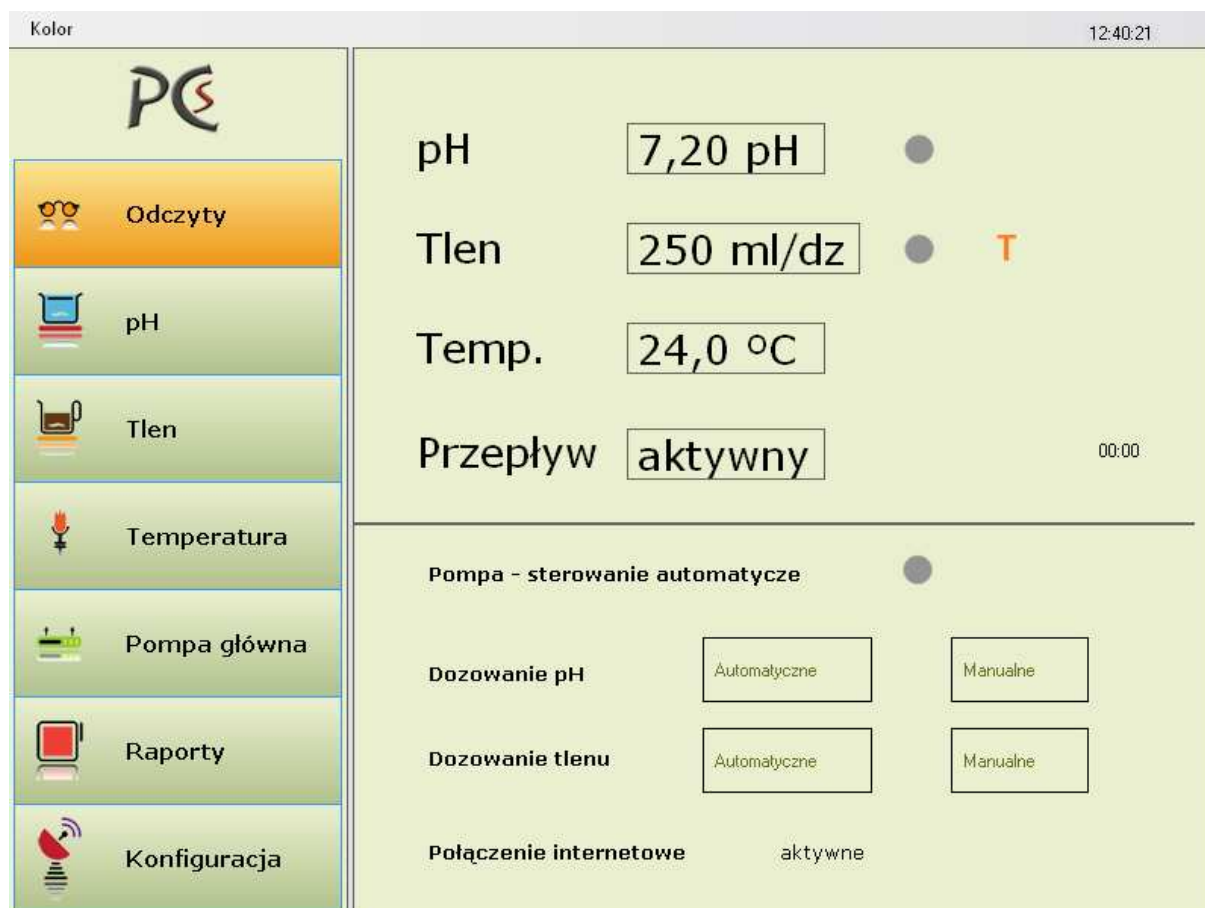 Kolor
12:40:21
PCS
Odczyty
pH
Tlen
Temperatura
Pompa główna
Raporty
Konfiguracja
pH 7,20 pH
Tlen 250 ml/dz T
Temp. 24,0 ºC
Przepływ aktywny 00:00
Pompa - sterowanie automatycze
Dozowanie pH Automatyczne Manualne
Dozowanie tlenu Automatyczne Manualne
Połączenie internetowe aktywne